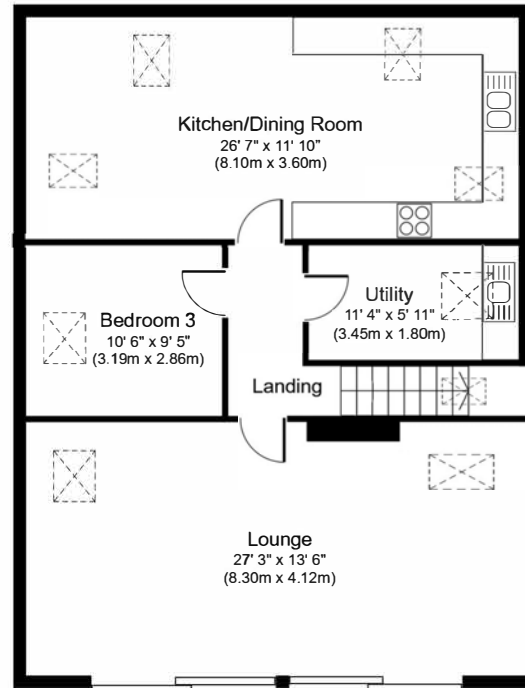 Kitchen/Dining Room
26' 7" x 11' 10"
(8.10m x 3.60m)
Utility
11' 4" x 5' 11"
(3.45m x 1.80m)
Bedroom 3
10' 6" x 9' 5"
(3.19m x 2.86m)
Landing
Lounge
27' 3" x 13' 6"
(8.30m x 4.12m)